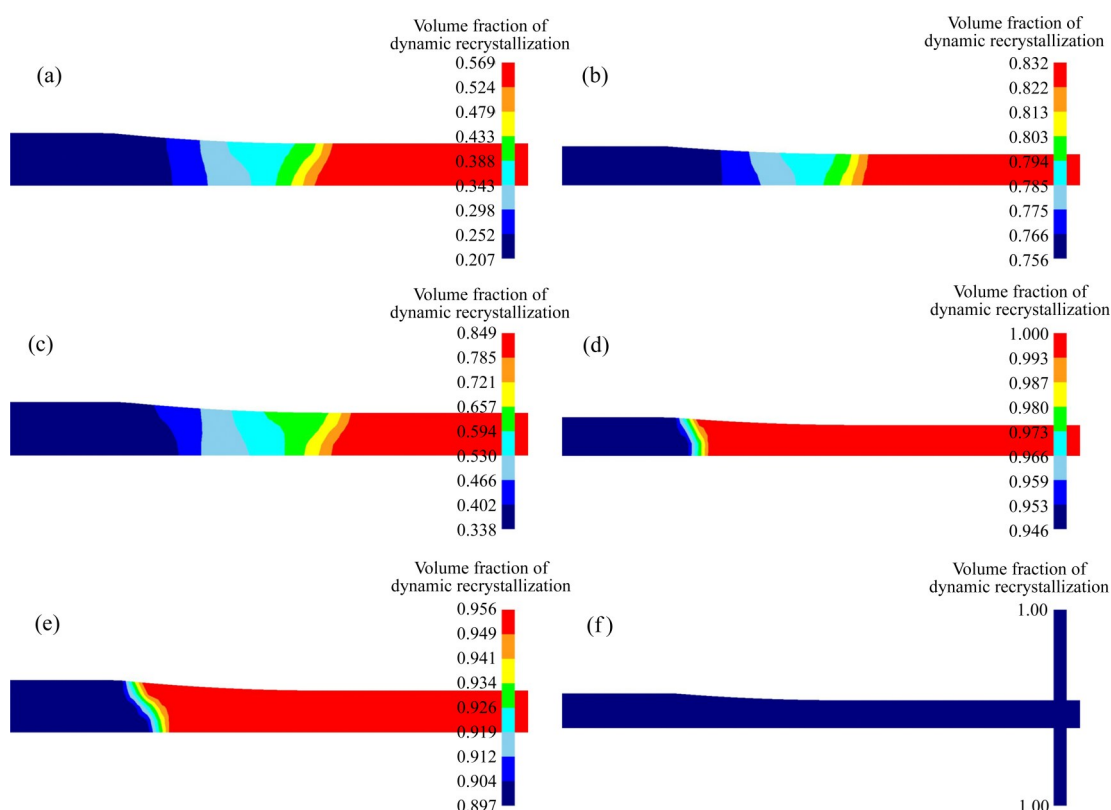 Volume fraction of
dynamic recrystallization
(a)
0.569
0.524
0.479
0.433
0.388
0.343
0.298
0.252
0.207
Volume fraction of
dynamic recrystallization
(b)
0.832
0.822
0.813
0.803
0.794
0.785
0.775
0.766
0.756
Volume fraction of
dynamic recrystallization
(c)
0.849
0.785
0.721
0.657
0.594
0.530
0.466
0.402
0.338
Volume fraction of
dynamic recrystallization
(d)
1.000
0.993
0.987
0.980
0.973
0.966
0.959
0.953
0.946
Volume fraction of
dynamic recrystallization
(e)
0.956
0.949
0.941
0.934
0.926
0.919
0.912
0.904
0.897
Volume fraction of
dynamic recrystallization
(f)
1.00
1.00